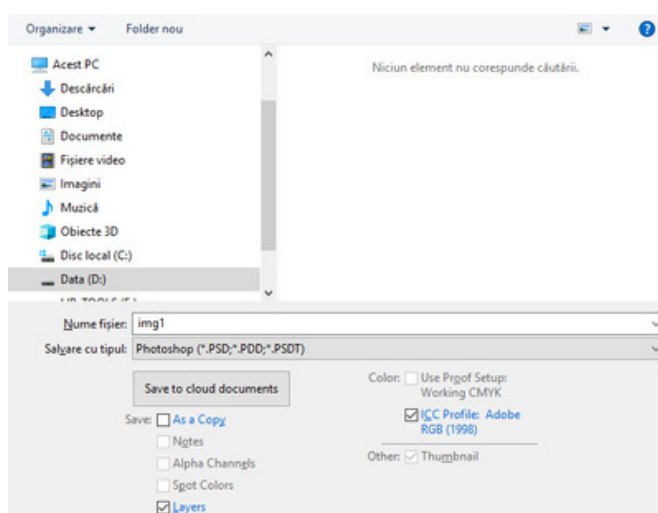 Organizare Folder nou
Acest PC
Niciun element nu corespunde căutării.
Descărcări
Desktop
Documente
Fișiere video
Imagini
Muzică
Obiecte 3D
Disc local (C:)
Data (D:)
Nume fișier: img1
Salvare cu tipul: Photoshop (*.PSD;*.PDD;*.PSDT)
Save to cloud documents
Color: Use Proof Setup:
Working CMYK
Save: As a Copy
ICC Profile: Adobe
RGB (1998)
Notes
Other: Thumbnail
Alpha Channels
Spot Colors
Layers